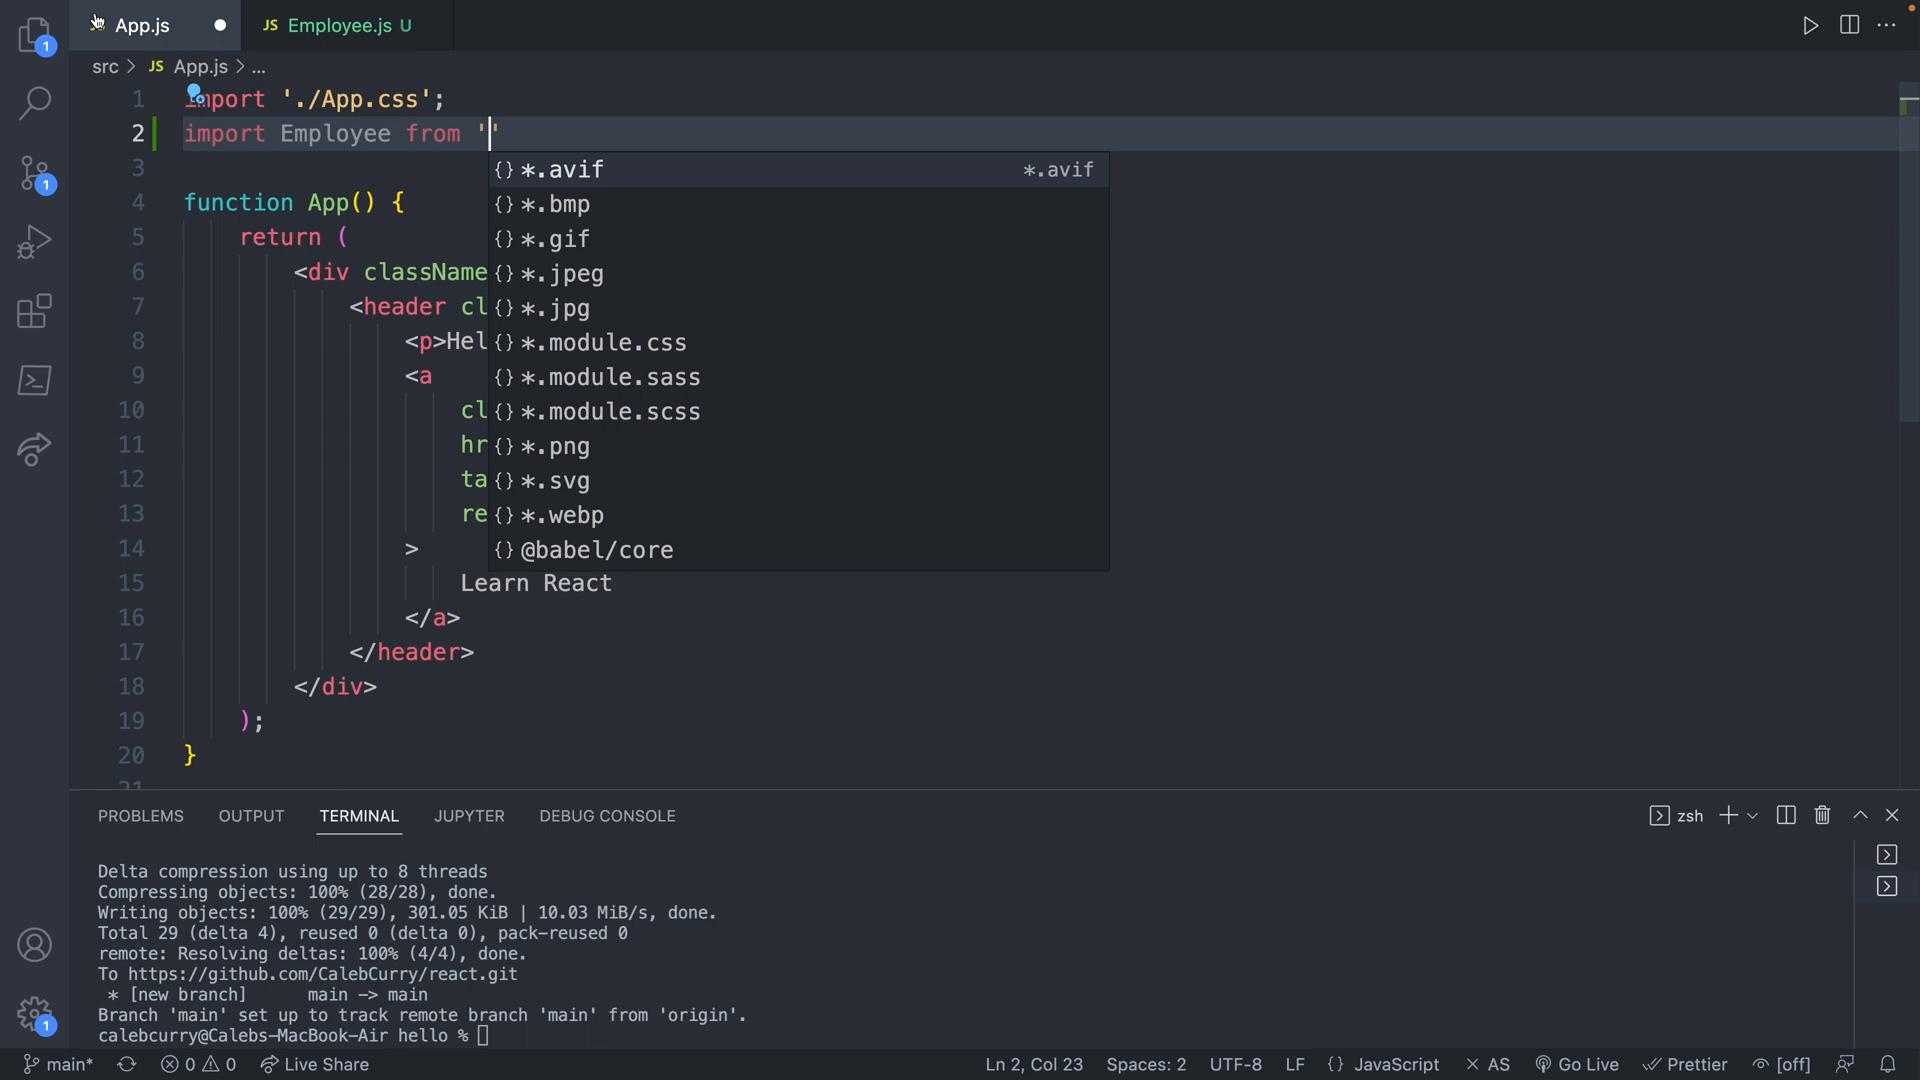 JS App.js
JS Employee.js U
src > JS App.js > ...
1 import './App.css';
2 import Employee from ''
3
4 function App() {
5 return (
6 <div className
7 <header cl
8 <p>Hel
9 <a
10 cl
11 hr
12 ta
13 re
14 >
15 Learn React
16 </a>
17 </header>
18 </div>
19 );
20 }
21
{} *.avif *.avif
{} *.bmp
{} *.gif
{} *.jpeg
{} *.jpg
{} *.module.css
{} *.module.sass
{} *.module.scss
{} *.png
{} *.svg
{} *.webp
{} @babel/core
1
1
1
PROBLEMS OUTPUT TERMINAL JUPYTER DEBUG CONSOLE
zsh
Delta compression using up to 8 threads
Compressing objects: 100% (28/28), done.
Writing objects: 100% (29/29), 301.05 KiB | 10.03 MiB/s, done.
Total 29 (delta 4), reused 0 (delta 0), pack-reused 0
remote: Resolving deltas: 100% (4/4), done.
To https://github.com/CalebCurry/react.git
* [new branch] main -> main
Branch 'main' set up to track remote branch 'main' from 'origin'.
calebcurry@Calebs-MacBook-Air hello %
main* 0 0 Live Share Ln 2, Col 23 Spaces: 2 UTF-8 LF {} JavaScript × AS Go Live Prettier [off]